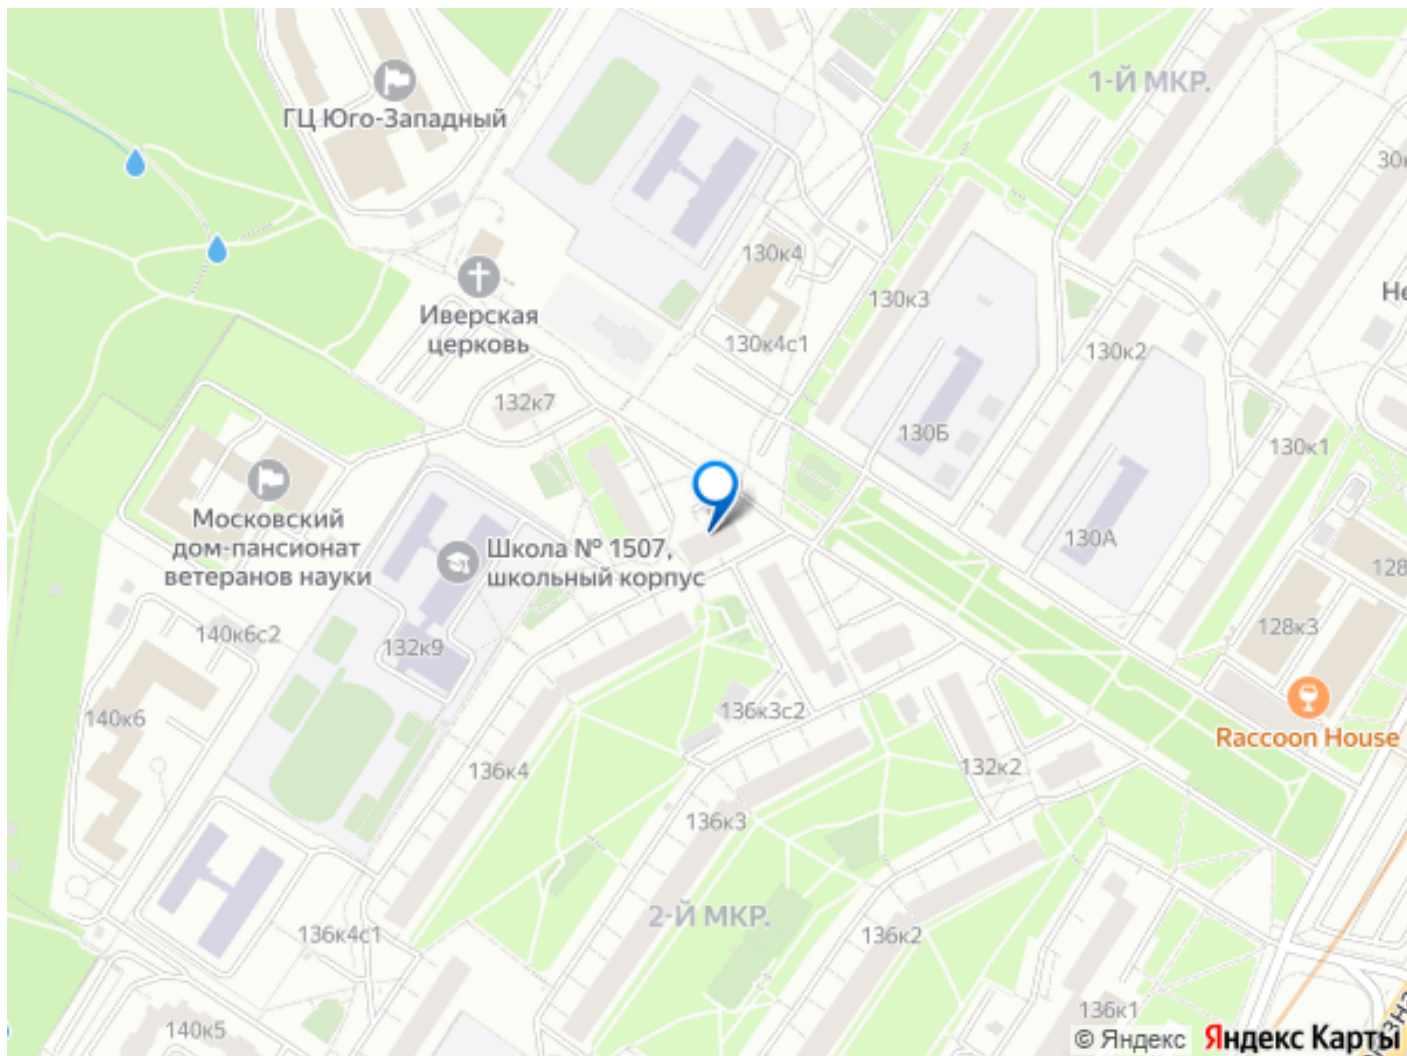 1-Й МКР.
ГЦ Юго-Западный
30к
130к4
Не
130к3
Иверская
церковь
130к4с1
130к2
132к7
130Б
130к1
Московский
дом-пансионат
ветеранов науки
Школа № 1507,
школьный корпус
130А
128
128к3
140к6с2
132к9
140к6
136к3с2
Raccoon House
136к4
132к2
136к3
2-Й МКР.
136к4с1
136к2
136к1
140к5
© Яндекс Яндекс Карты